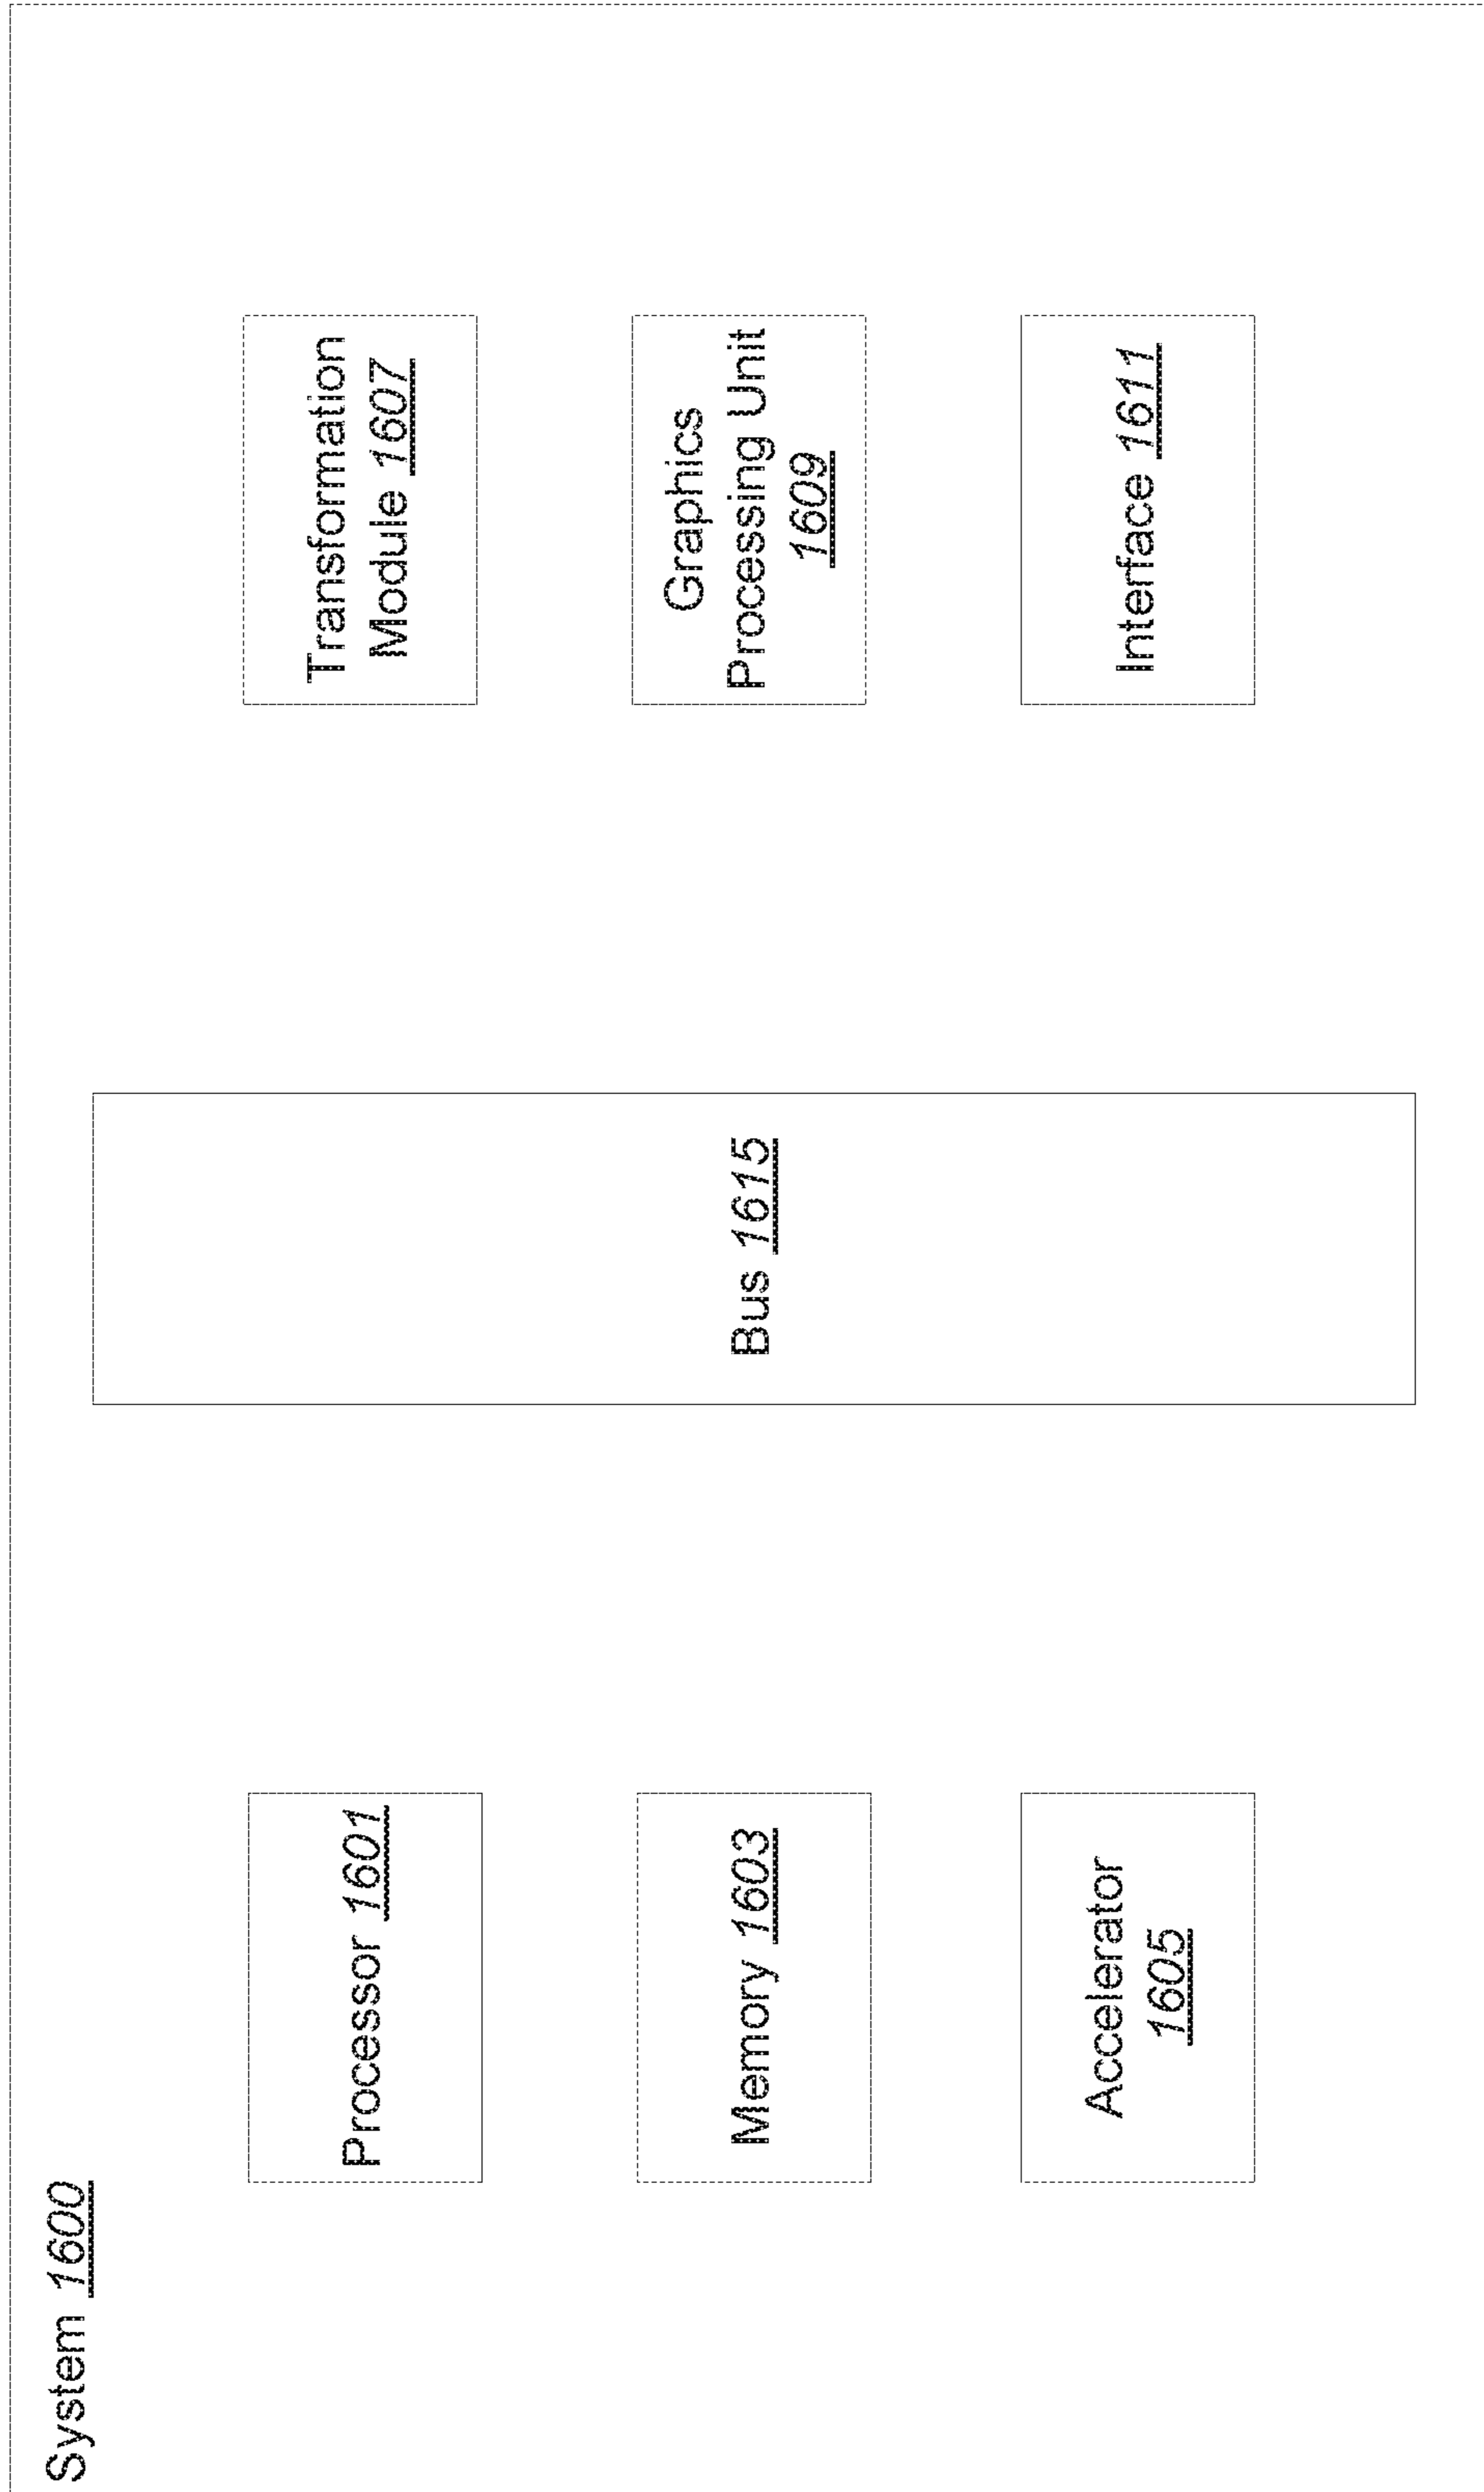 System 1600
Processor 1601
Memory 1603
Accelerator
1605
Bus 1615
Transformation
Module 1607
Graphics
Processing Unit
1609
Interface 1611